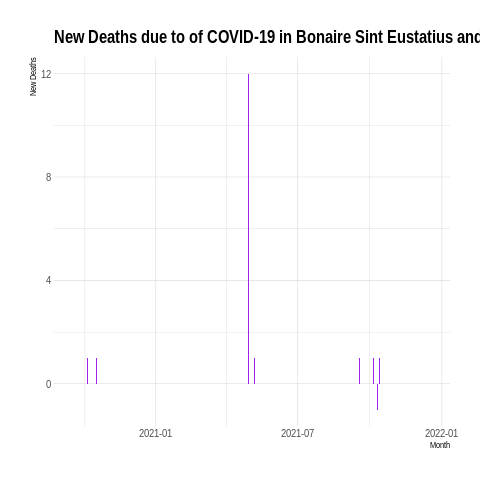 New Deaths due to of COVID-19 in Bonaire Sint Eustatius and
New Deaths
12
8
4
0
2021-01
2021-07
2022-01
Month